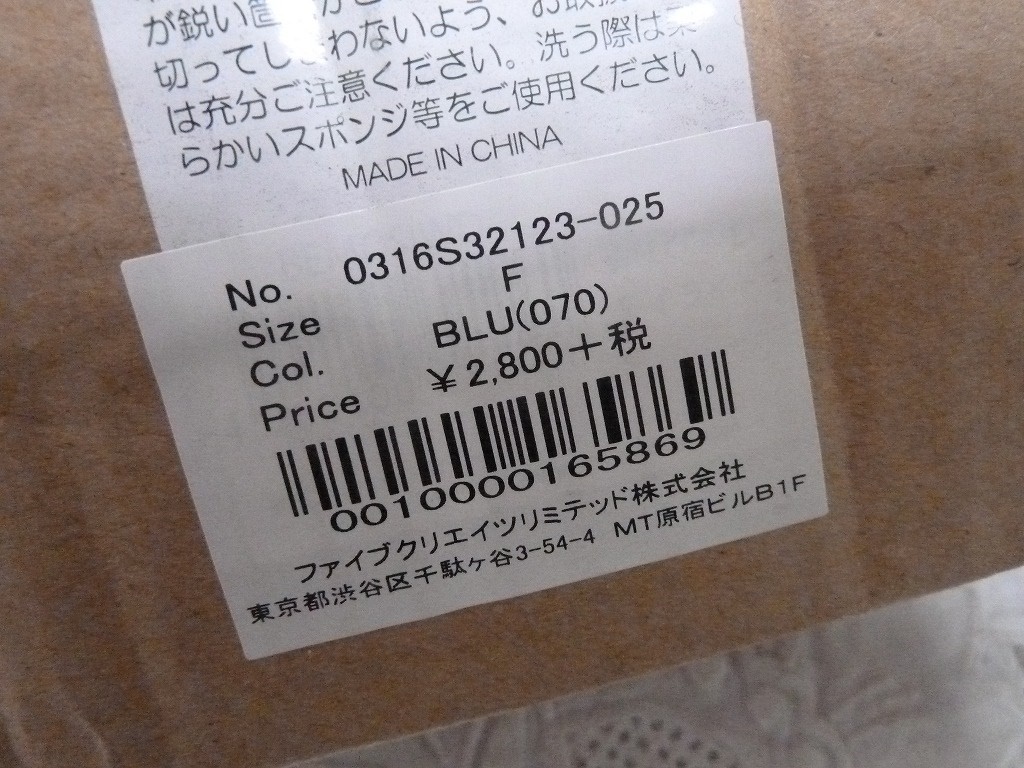 が鋭い箇
切ってしまわないよう、お取扱
は充分ご注意ください。洗う際は柔
らかいスポンジ等をご使用ください。
MADE IN CHINA
No. 0316S32123-025
Size F
Col. BLU(070)
Price ¥2,800+税
001000016586​9
ファイブクリエイツリミテッド株式会社
東京都渋谷区千駄ヶ谷3-54-4 MT原宿ビルB1F